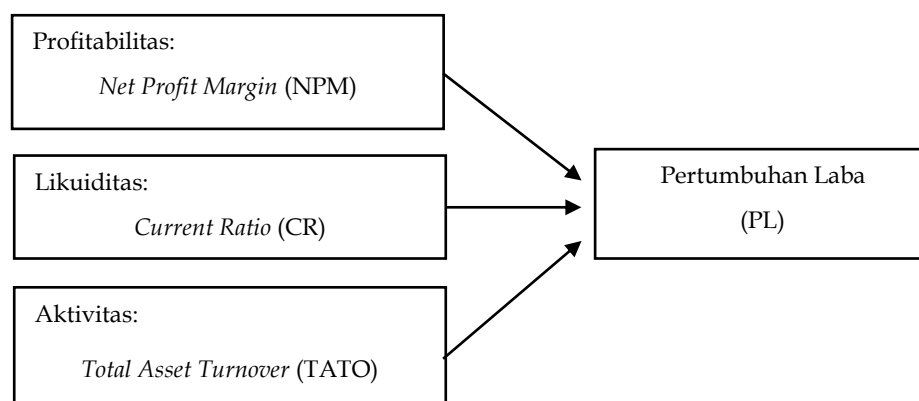 Profitabilitas:
Net Profit Margin (NPM)
Likuiditas:
Current Ratio (CR)
Aktivitas:
Total Asset Turnover (TATO)
Pertumbuhan Laba
(PL)